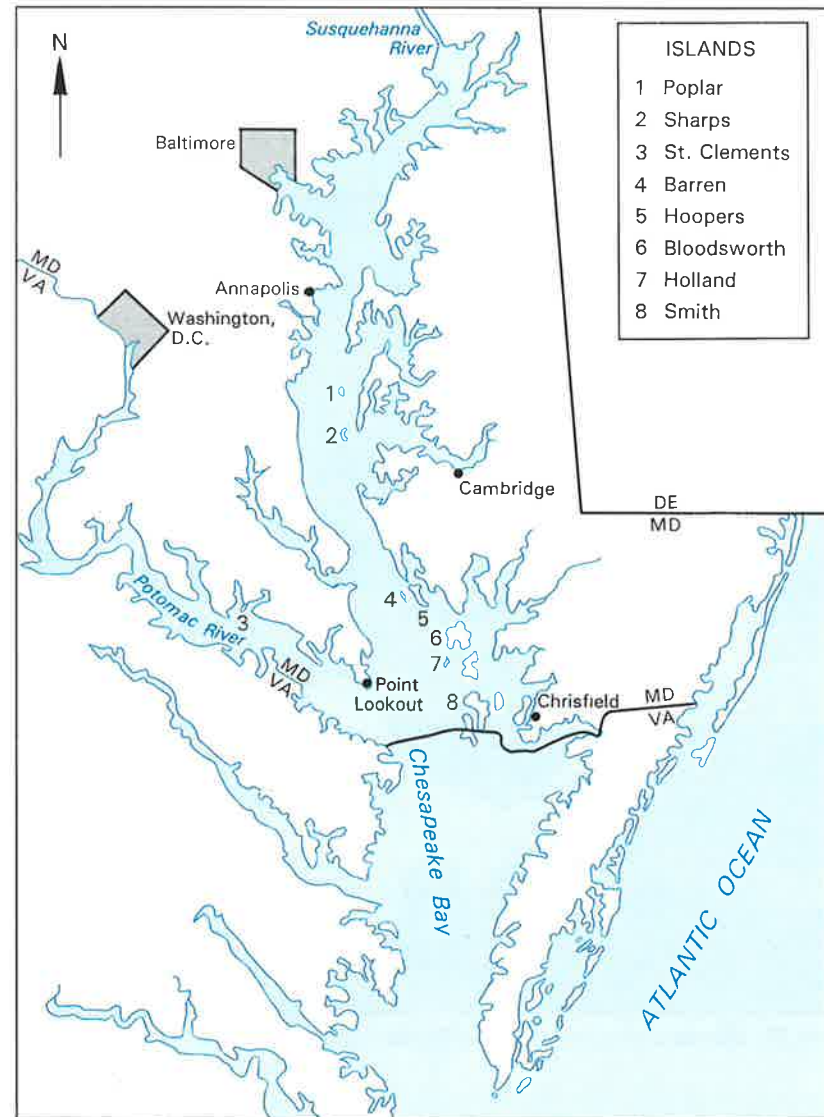 Susquehanna
River
N
ISLANDS
1 Poplar
2 Sharps
3 St. Clements
4 Barren
5 Hoopers
6 Bloodsworth
7 Holland
8 Smith
Baltimore
MD
VA
Annapolis
Washington,
D.C.
1
2
Cambridge
DE
MD
Potomac River
3
4
5
6
7
MD
VA
Point
Lookout
8
Chrisfield
MD
VA
Chesapeake Bay
ATLANTIC OCEAN